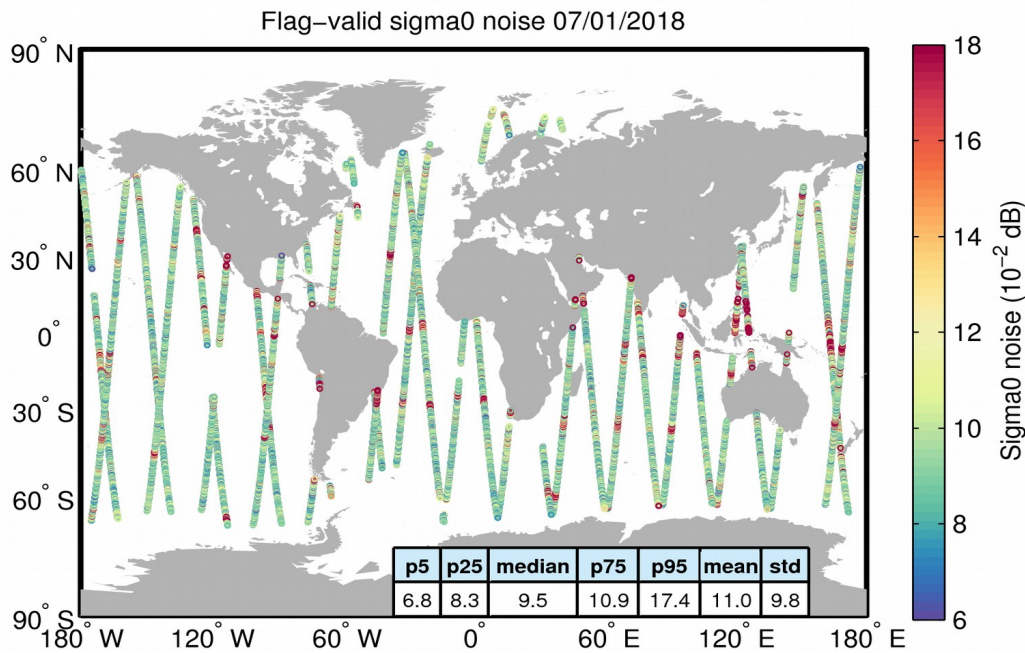 Flag−valid sigma0 noise 07/01/2018
90° N
60° N
30° N
0°
30° S
60° S
90° S
180° W
120° W
60° W
0°
60° E
120° E
180° E
p5 p25 median p75 p95 mean std
6.8 8.3 9.5 10.9 17.4 11.0 9.8
18
16
14
12
10
8
6
Sigma0 noise (10⁻² dB)